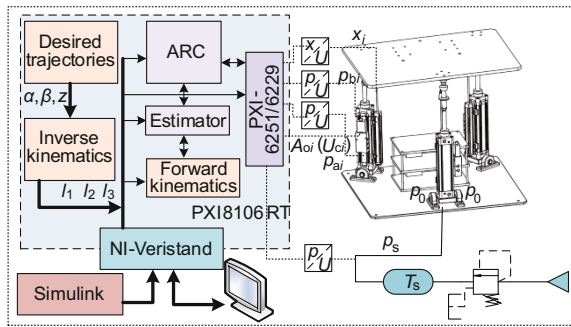 Desired
trajectories
α,β,z
Inverse
kinematics
l1 l2 l3
ARC
Estimator
Forward
kinematics
PXI-
6251/6229
PXI8106 RT
NI-Veristand
Simulink
x
U
p
U
p
U
p
U
xi
pbi
Aoi (Uci)
pai
p0
p0
ps
Ts